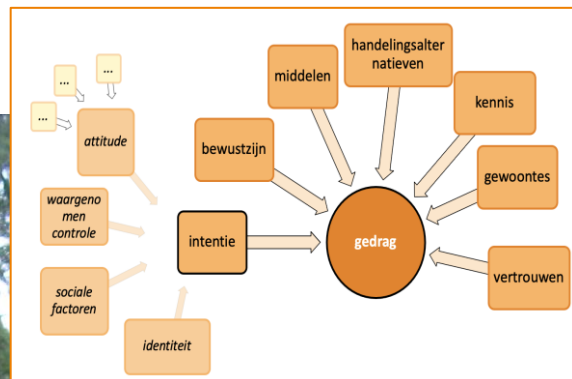 ...
...
...
attitude
waargeno
men
controle
sociale
factoren
identiteit
intentie
bewustzijn
middelen
handelingsalter
natieven
kennis
gewoontes
vertrouwen
gedrag